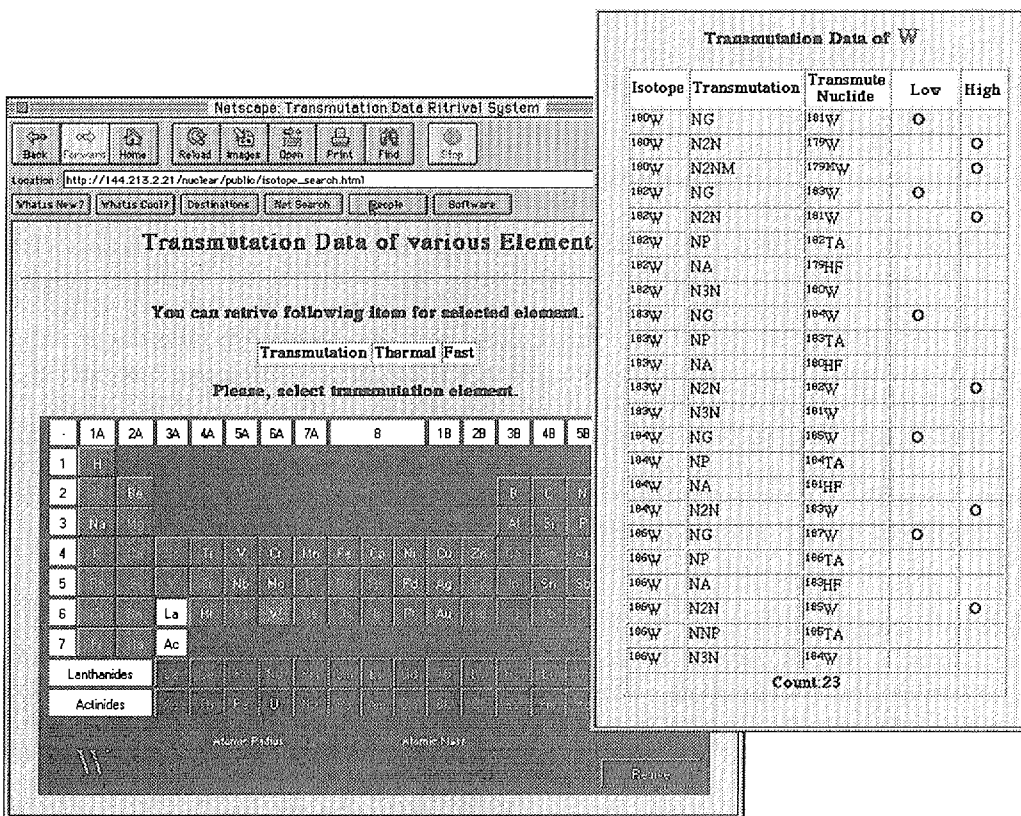 Netscape: Transmutation Data Ritrival System
Back Forward Home Reload Images Open Print Find Stop
Location: http://144.213.2.21/nuclear/public/isotope_search.html
What's New? What's Cool? Destinations Net Search People Software
Transmutation Data of various Element
You can retrive following item for selected element.
Transmutation Thermal Fast
Please, select transmutation element.
- 1A 2A 3A 4A 5A 6A 7A 8 1B 2B 3B 4B 5B
1 H
2 Be B C N
3 Na
4 Ti V Cr Mn Fe Ni Cu
5 Nb Mo Pd Ag Sn Sb
6 La Au
7 Ac
Lanthanides
Actinides U
Atomic Radius Atomic Mass
W
Transmutation Data of W
Isotope Transmutation Transmute Nuclide Low High
180W NG 181W O
180W N2N 179W O
180W N2NM 179MW O
182W NG 183W O
182W N2N 181W O
182W NP 182TA
182W NA 179HF
182W N3N 180W
183W NG 184W O
183W NP 183TA
183W NA 180HF
183W N2N 182W O
183W N3N 181W
184W NG 185W O
184W NP 184TA
184W NA 181HF
184W N2N 183W O
186W NG 187W O
186W NP 186TA
186W NA 183HF
186W N2N 185W O
186W NNP 185TA
186W N3N 184W
Count:23